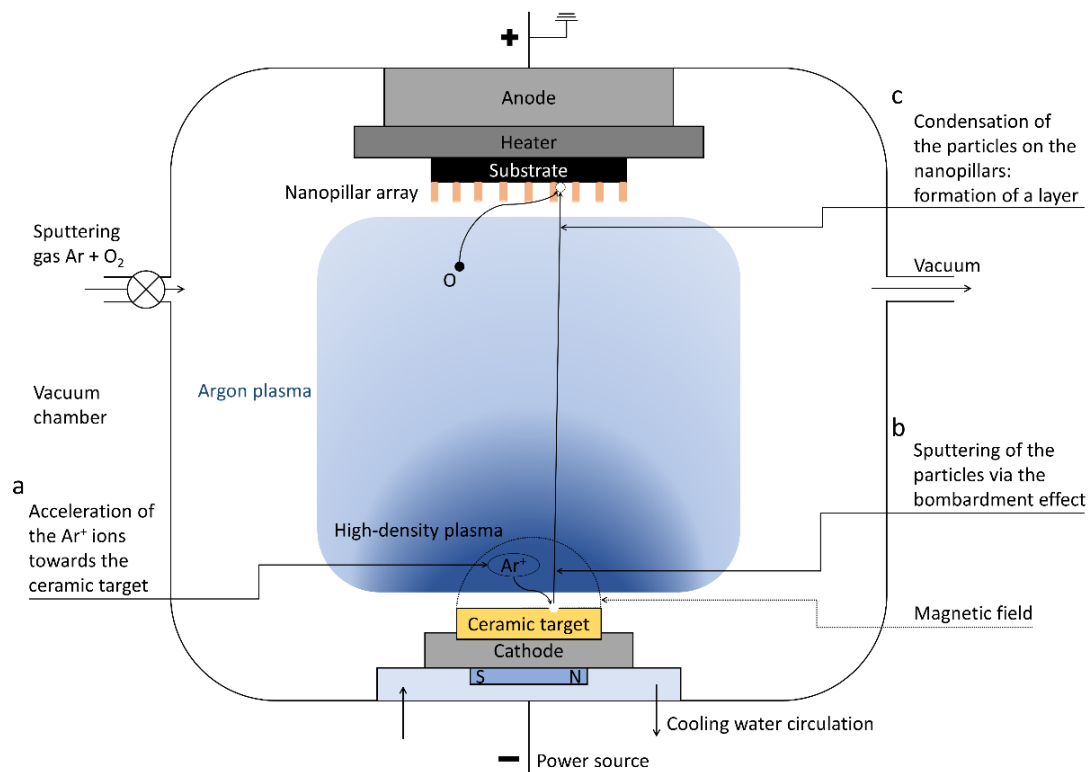 +
Anode
Heater
Substrate
Nanopillar array
c
Condensation of
the particles on the
nanopillars:
formation of a layer
Sputtering
gas Ar + O₂
O
Vacuum
Vacuum
chamber
Argon plasma
b
Sputtering of the
particles via the
bombardment effect
a
Acceleration of
the Ar⁺ ions
towards the
ceramic target
High-density plasma
Ar⁺
Magnetic field
Ceramic target
Cathode
S N
Cooling water circulation
− Power source